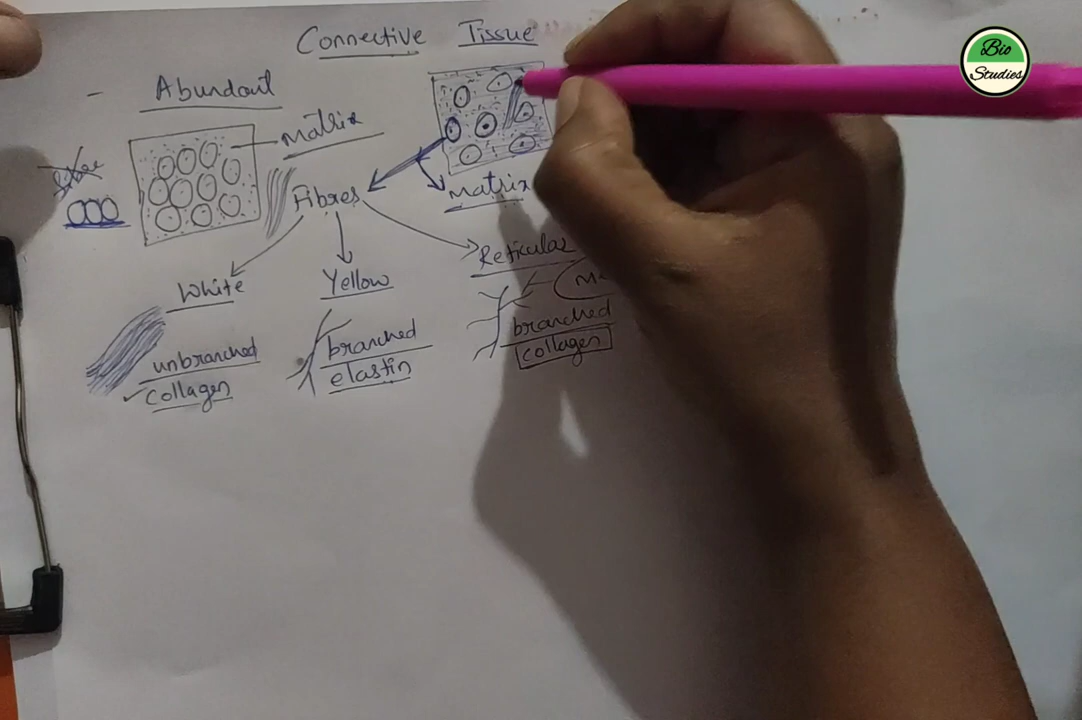 Connective Tissue
Abundant
Matrix
Fibres
Matrix
White
Yellow
Reticular
unbranched
collagen
branched
elastin
branched
collagen
Bio
Studies